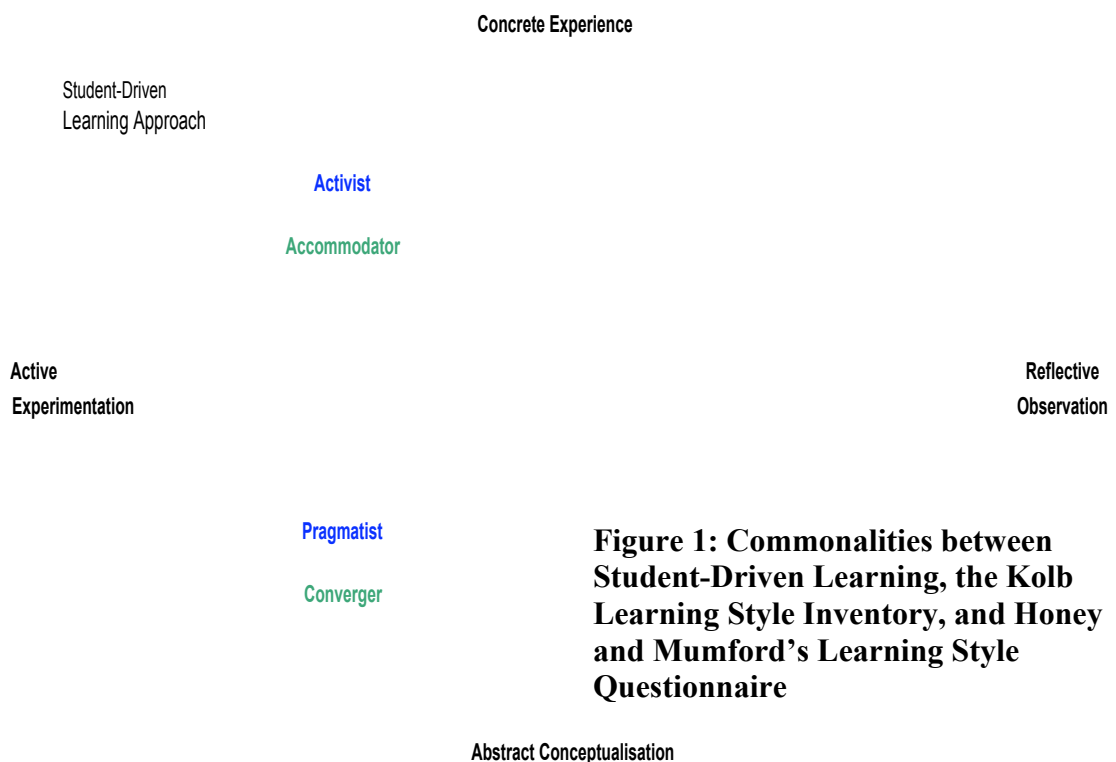 Concrete Experience
Student-Driven
Learning Approach
Activist
Accommodator
Active
Experimentation
Reflective
Observation
Pragmatist
Converger
Figure 1: Commonalities between
Student-Driven Learning, the Kolb
Learning Style Inventory, and Honey
and Mumford’s Learning Style
Questionnaire
Abstract Conceptualisation